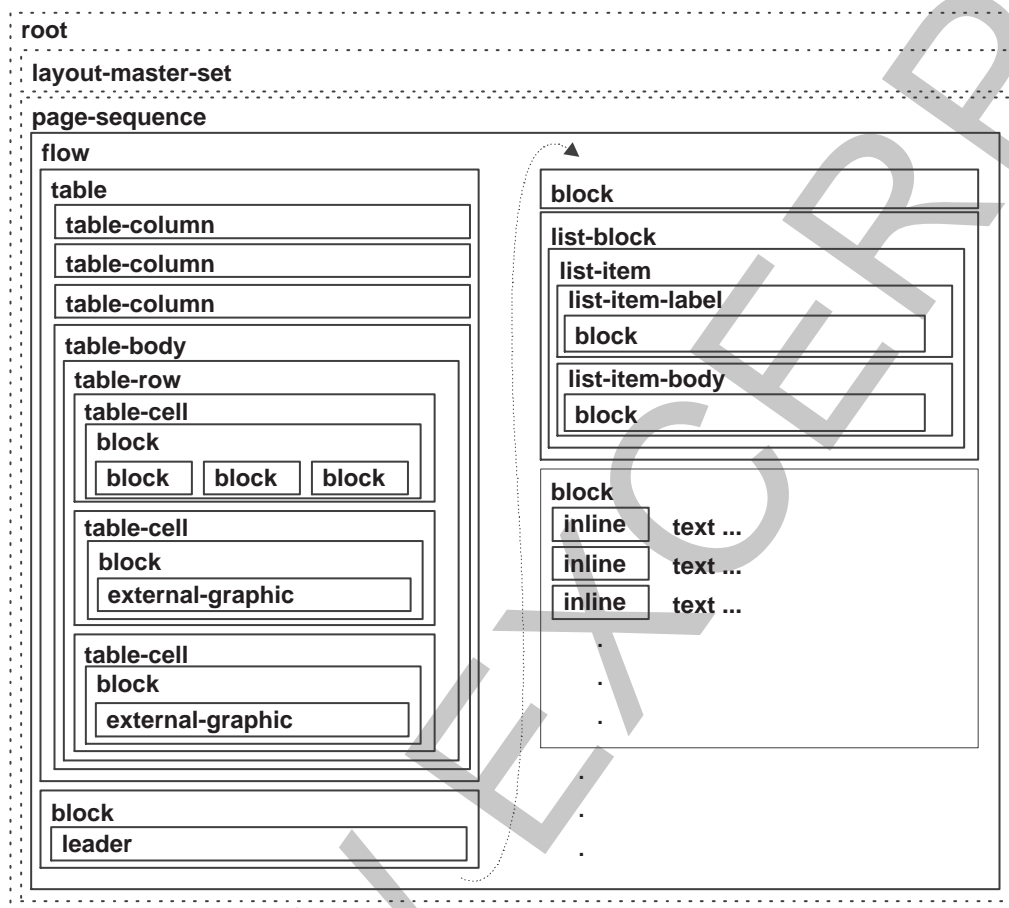 root
layout-master-set
page-sequence
flow
table
table-column
table-column
table-column
table-body
table-row
table-cell
block
block block block
table-cell
block
external-graphic
table-cell
block
external-graphic
block
leader
block
list-block
list-item
list-item-label
block
list-item-body
block
block
inline text ...
inline text ...
inline text ...
.
.
.
.
.
.
EXCERP